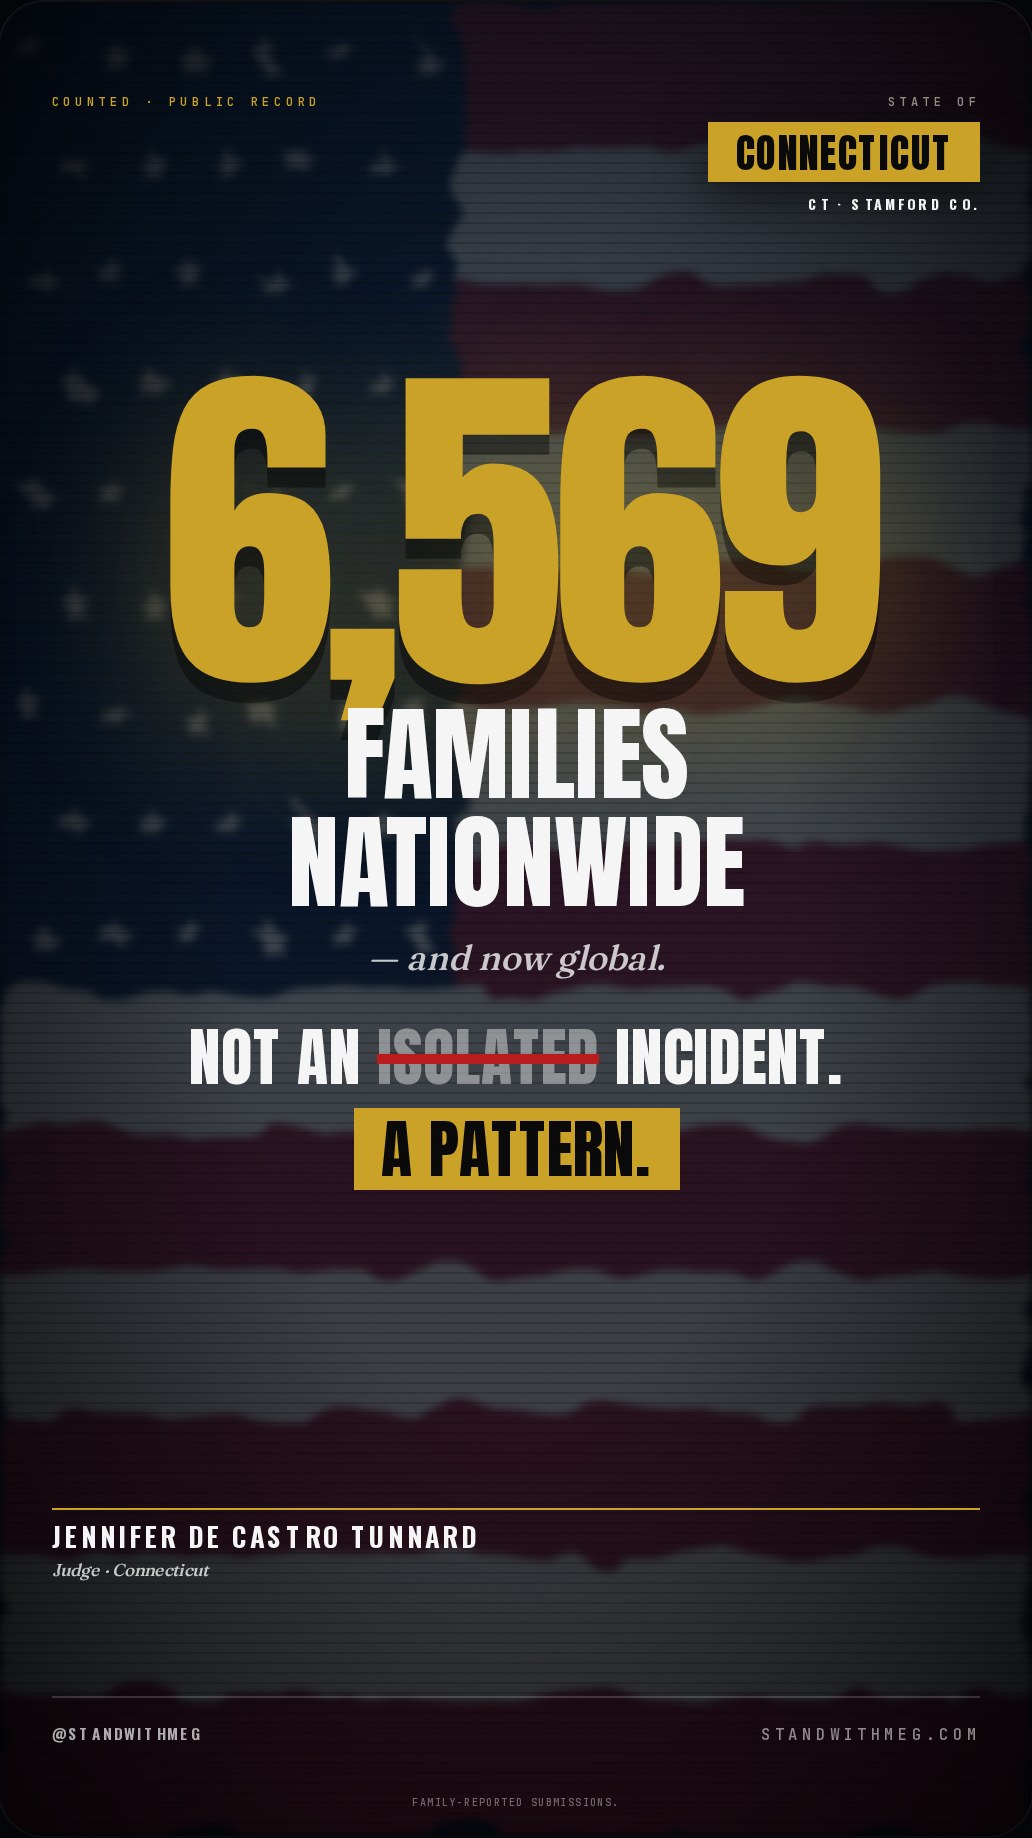 COUNTED · PUBLIC RECORD
STATE OF
CONNECTICUT
CT · STAMFORD CO.
6,569
FAMILIES
NATIONWIDE
— and now global.
NOT AN ISOLATED INCIDENT.
A PATTERN.
JENNIFER DE CASTRO TUNNARD
Judge · Connecticut
@STANDWITHMEG
STANDWITHMEG.COM
FAMILY-REPORTED SUBMISSIONS.